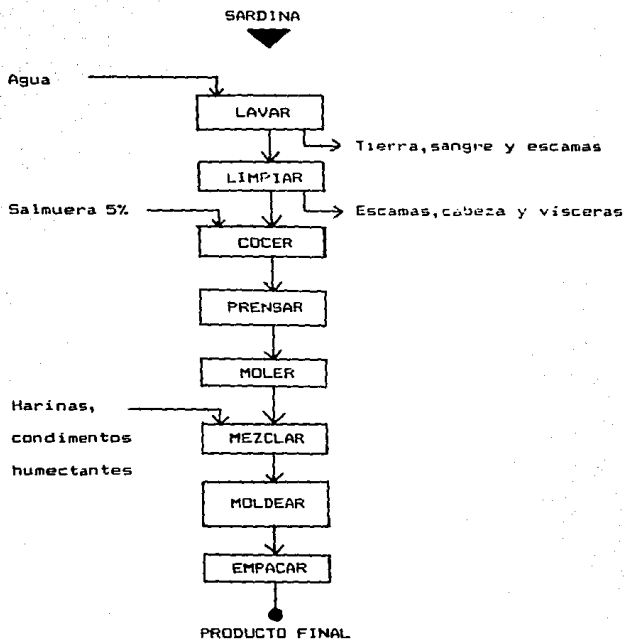 SARDINA
Agua
LAVAR
Tierra,sangre y escamas
LIMPIAR
Escamas,cabeza y visceras
Salmuera 5%
COCER
PRENSAR
MOLER
Harinas,
condimentos
MEZCLAR
humectantes
MOLDEAR
EMPACAR
PRODUCTO FINAL